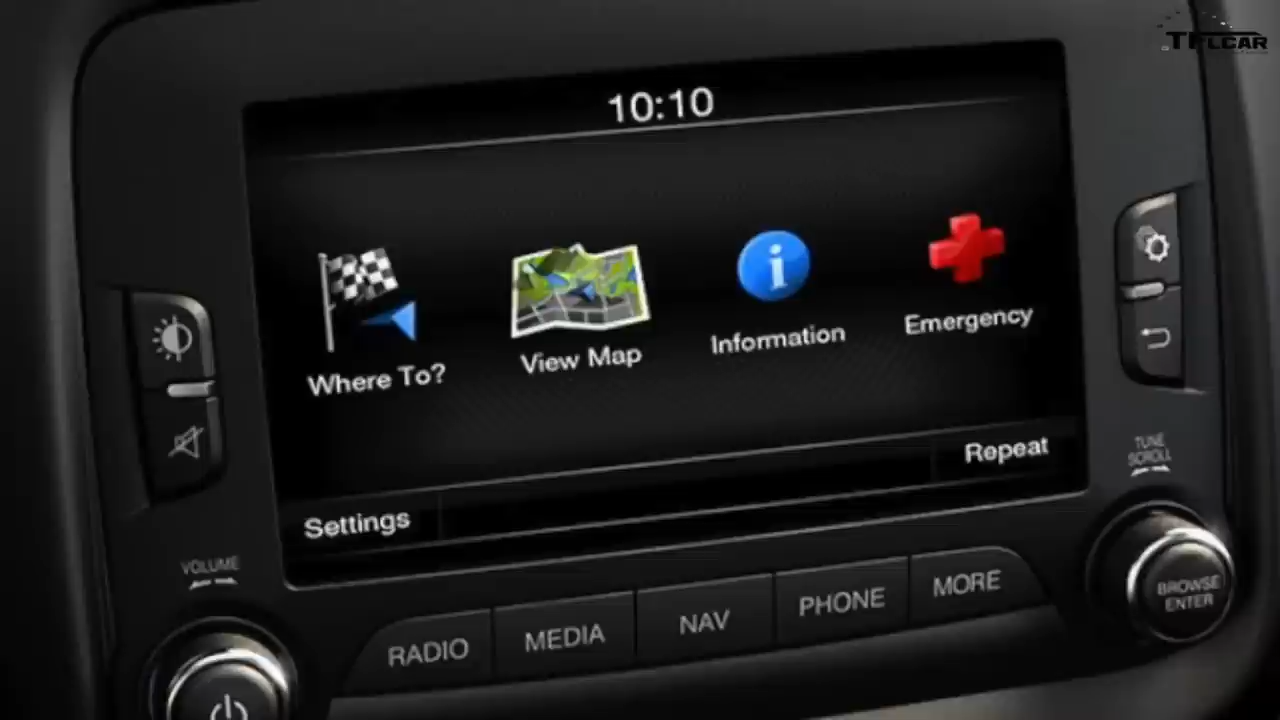 TFLCAR
10:10
Where To?
View Map
Information
Emergency
Repeat
Settings
TUNE
SCROLL
VOLUME
RADIO
MEDIA
NAV
PHONE
MORE
BROWSE
ENTER